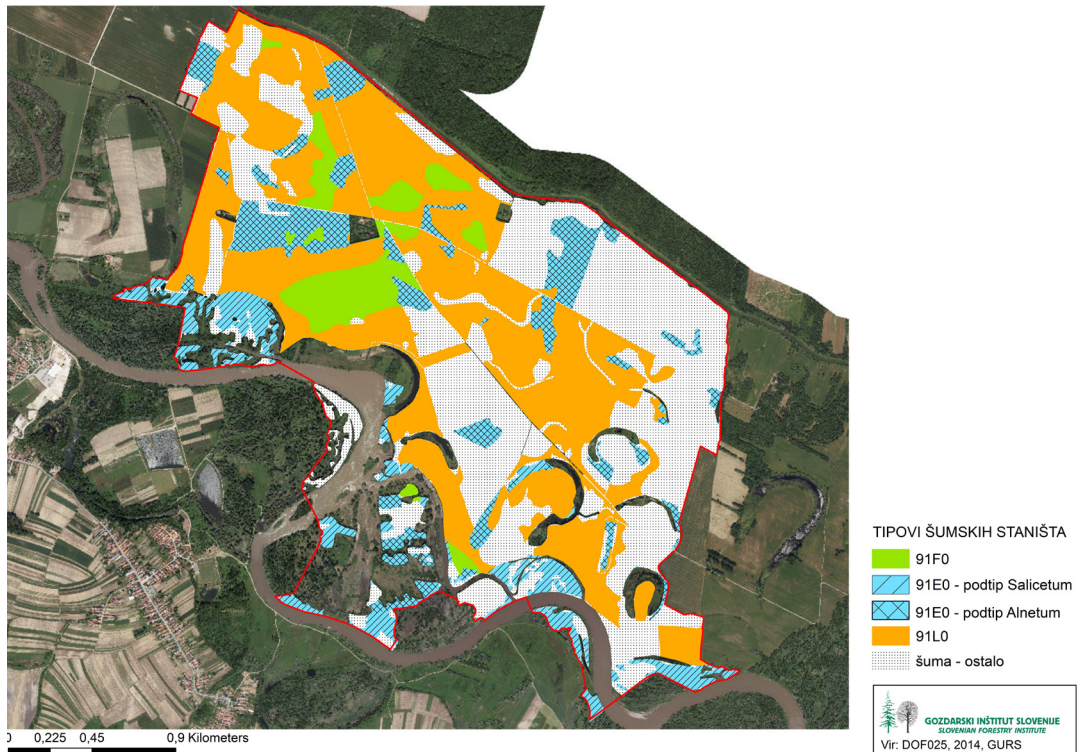 TIPOVI ŠUMSKIH STANIŠTA
91F0
91E0 - podtip Salicetum
91E0 - podtip Alnetum
91L0
šuma - ostalo
GOZDARSKI INŠTITUT SLOVENIJE
SLOVENIAN FORESTRY INSTITUTE
Vir: DOF025, 2014, GURS
0 0,225 0,45 0,9 Kilometers